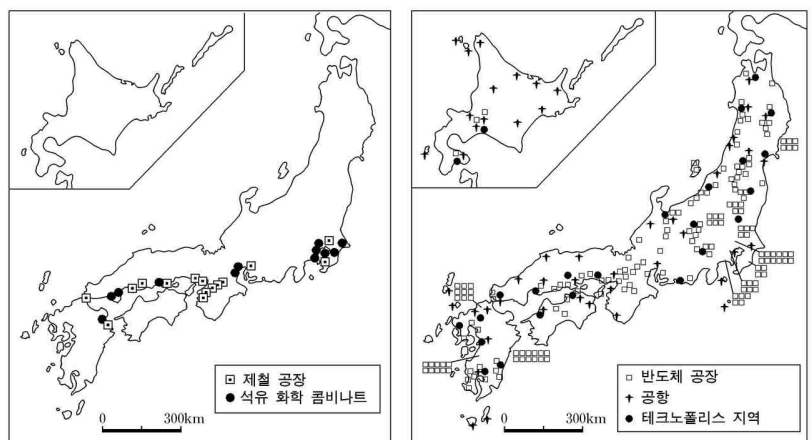 제철 공장
석유 화학 콤비나트
0 300km
반도체 공장
공항
테크노폴리스 지역
0 300km